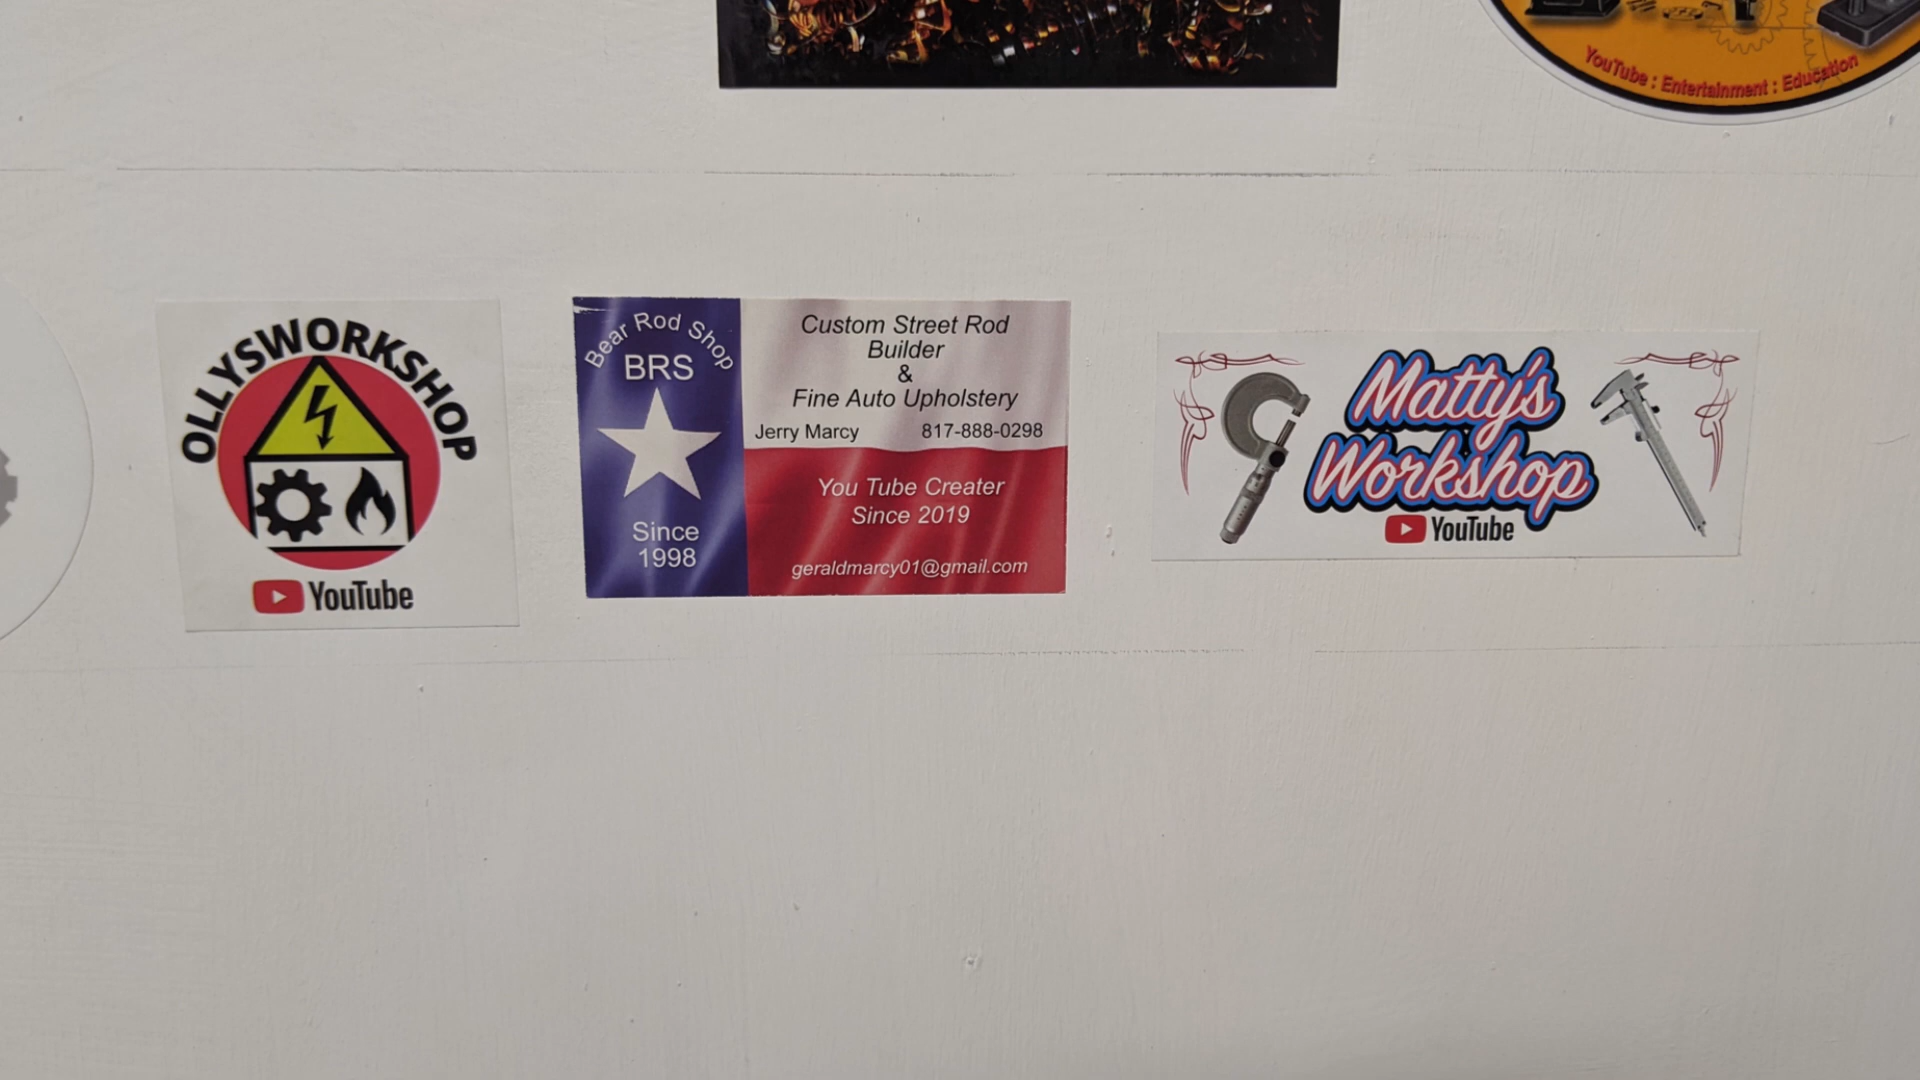 YouTube : Entertainment : Education
OLLYSWORKSHOP
YouTube
Bear Rod Shop
BRS
Since
1998
Custom Street Rod
Builder
&
Fine Auto Upholstery
Jerry Marcy 817-888-0298
You Tube Creater
Since 2019
geraldmarcy01@gmail.com
Matty's
Workshop
YouTube